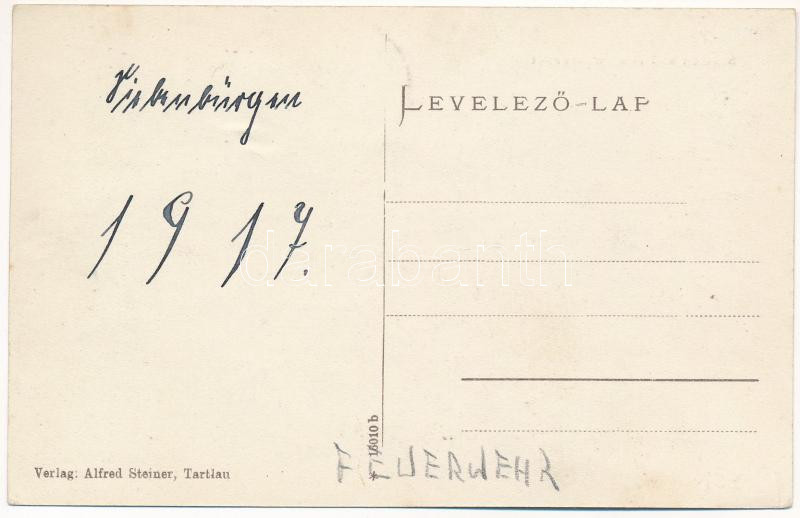 Siebenbürgen
1917.
LEVELEZŐ-LAP
16010 b
Verlag: Alfred Steiner, Tartlau
FEUERWEHR
darabanth